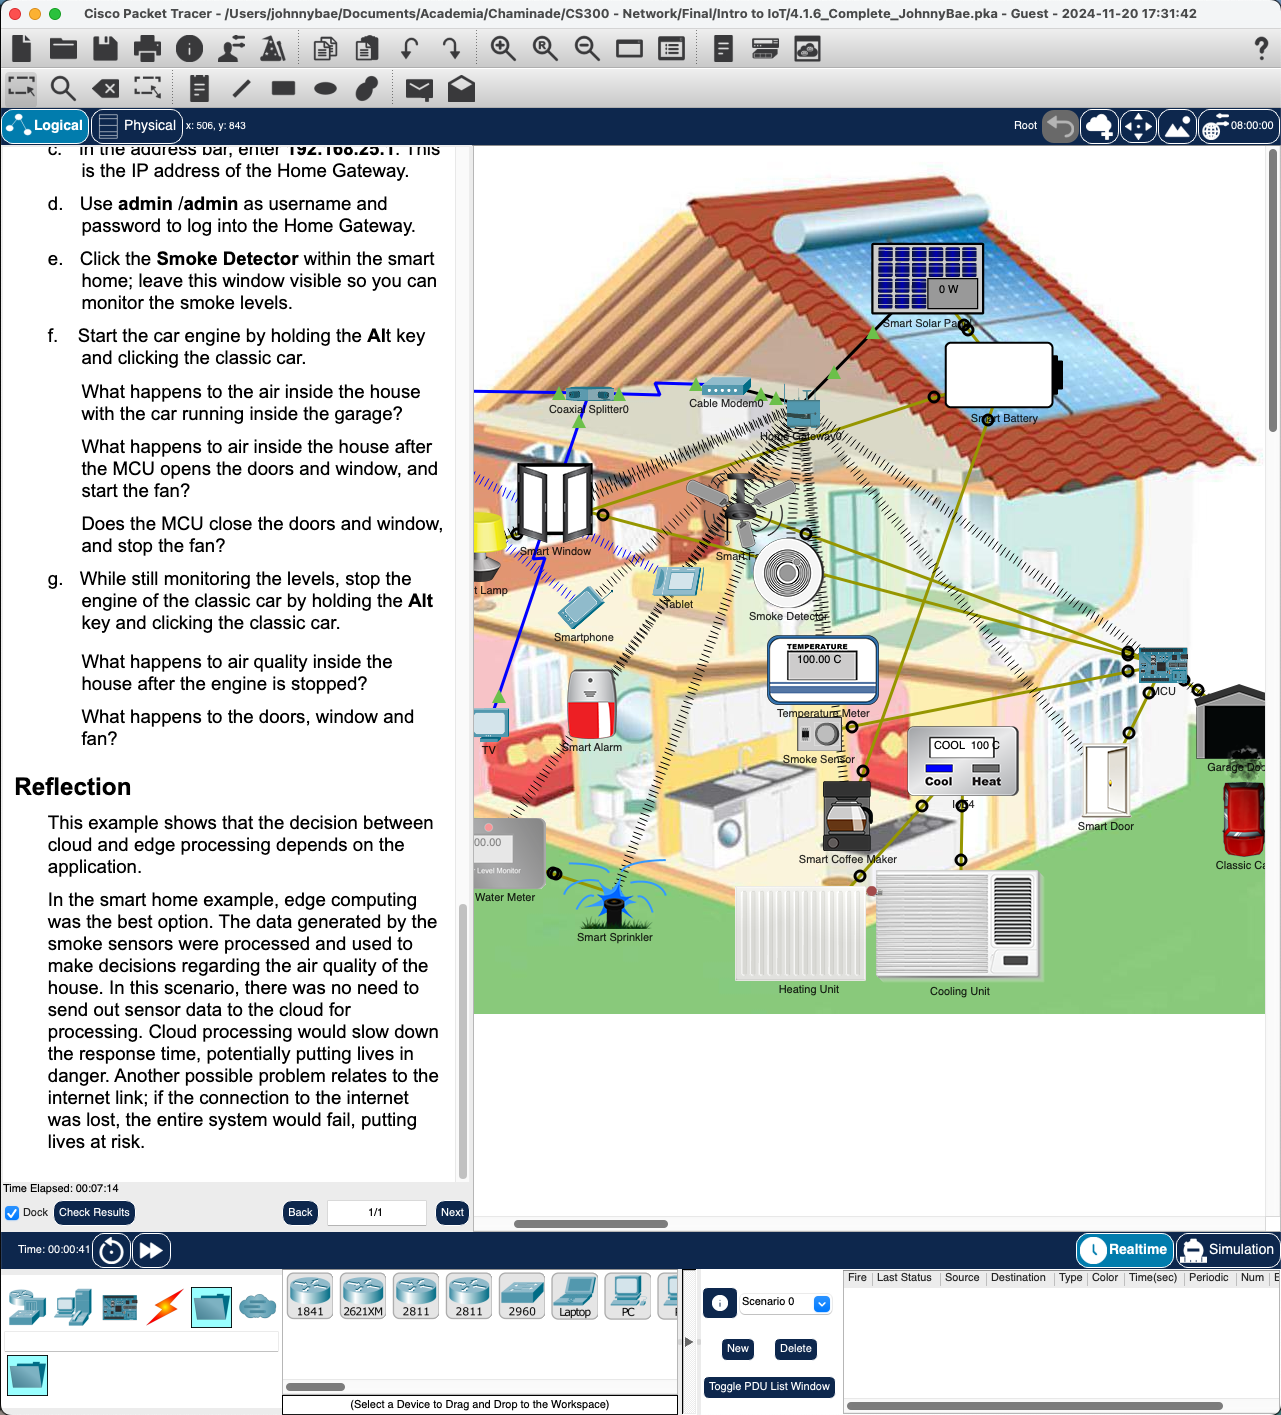 Cisco Packet Tracer - /Users/johnnybae/Documents/Academia/Chaminade/CS300 - Network/Final/Intro to IoT/4.1.6_Complete_JohnnyBae.pka - Guest - 2024-11-20 17:31:42
Logical
Physical
x: 506, y: 843
Root
08:00:00
c. In the address bar, enter 192.168.25.1. This
is the IP address of the Home Gateway.
d. Use admin /admin as username and
password to log into the Home Gateway.
e. Click the Smoke Detector within the smart
home; leave this window visible so you can
monitor the smoke levels.
f. Start the car engine by holding the Alt key
and clicking the classic car.
What happens to the air inside the house
with the car running inside the garage?
What happens to air inside the house after
the MCU opens the doors and window, and
start the fan?
Does the MCU close the doors and window,
and stop the fan?
g. While still monitoring the levels, stop the
engine of the classic car by holding the Alt
key and clicking the classic car.
What happens to air quality inside the
house after the engine is stopped?
What happens to the doors, window and
fan?
Reflection
This example shows that the decision between
cloud and edge processing depends on the
application.
In the smart home example, edge computing
was the best option. The data generated by the
smoke sensors were processed and used to
make decisions regarding the air quality of the
house. In this scenario, there was no need to
send out sensor data to the cloud for
processing. Cloud processing would slow down
the response time, potentially putting lives in
danger. Another possible problem relates to the
internet link; if the connection to the internet
was lost, the entire system would fail, putting
lives at risk.
Time Elapsed: 00:07:14
Dock
Check Results
Back
1/1
Next
0 W
Smart Solar Pa
Smart Battery
Coaxial Splitter0
Cable Modem0
Home Gateway0
Smart Window
Smart F
t Lamp
Tablet
Smartphone
Smoke Detector
TEMPERATURE
100.00 C
Temperature Meter
MCU
TV
Smart Alarm
Smoke Sensor
COOL 100 C
Cool
Heat
Garage Doo
Smart Door
Smart Coffee Maker
Classic Ca
00.00
Level Monitor
Water Meter
Smart Sprinkler
Heating Unit
Cooling Unit
Time: 00:00:41
Realtime
Simulation
1841
2621XM
2811
2811
2960
Laptop
PC
(Select a Device to Drag and Drop to the Workspace)
Scenario 0
New
Delete
Toggle PDU List Window
Fire
Last Status
Source
Destination
Type
Color
Time(sec)
Periodic
Num
E